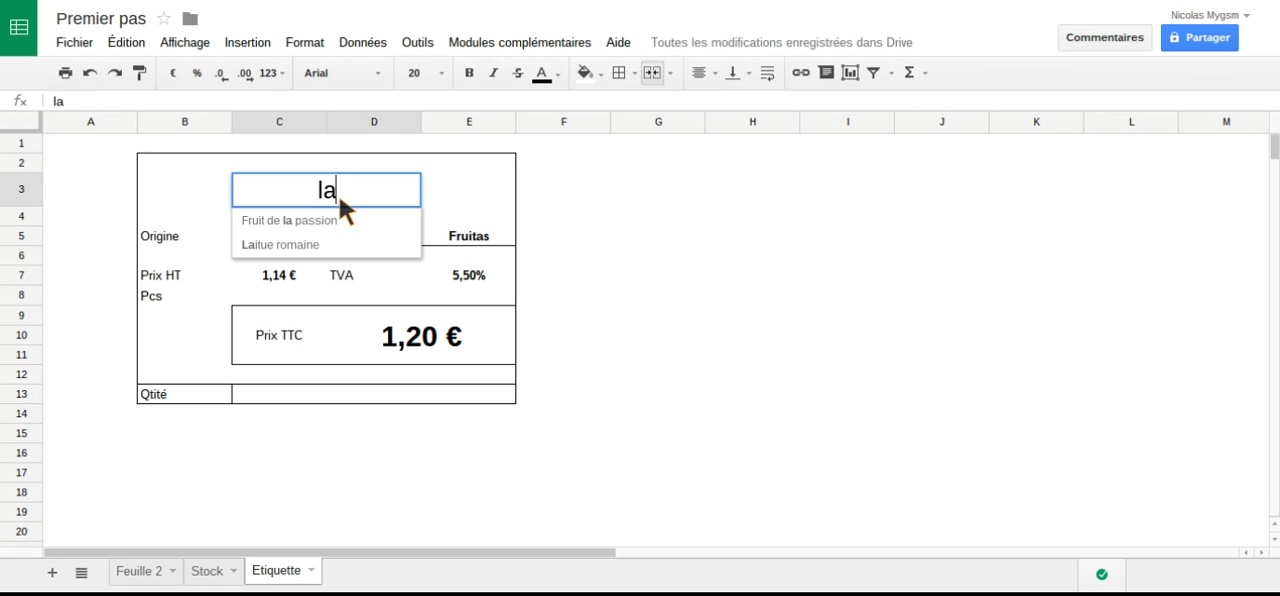 Premier pas
Nicolas Mygsm
Fichier Édition Affichage Insertion Format Données Outils Modules complémentaires Aide Toutes les modifications enregistrées dans Drive
Commentaires Partager
€ % .0 .00 123 Arial 20 B I S A Σ
fx la
A B C D E F G H I J K L M
1
2
3 la
4 Fruit de la passion
5 Origine Fruitas
Laitue romaine
6
7 Prix HT 1,14 € TVA 5,50%
8 Pcs
9
10 Prix TTC 1,20 €
11
12
13 Qtité
14
15
16
17
18
19
20
+ Feuille 2 Stock Etiquette